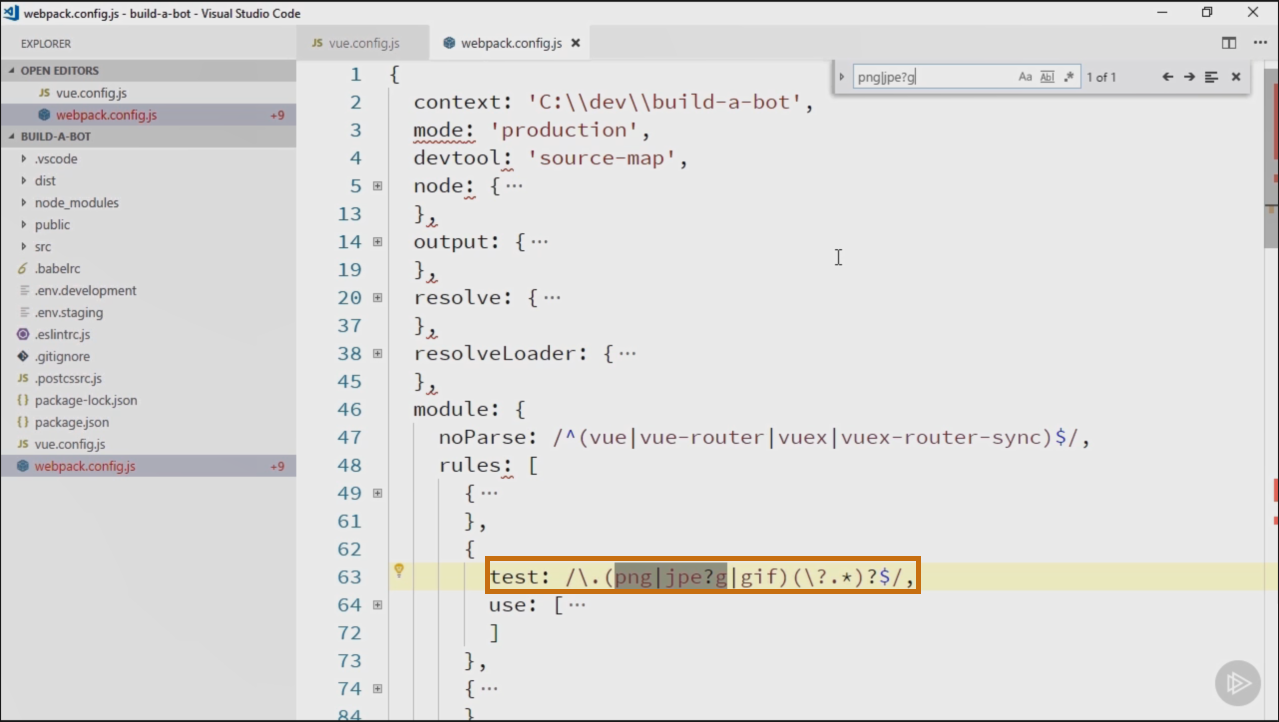 webpack.config.js - build-a-bot - Visual Studio Code
EXPLORER
OPEN EDITORS
JS vue.config.js
webpack.config.js +9
BUILD-A-BOT
.vscode
dist
node_modules
public
src
.babelrc
.env.development
.env.staging
.eslintrc.js
.gitignore
JS .postcssrc.js
{} package-lock.json
{} package.json
JS vue.config.js
webpack.config.js +9
JS vue.config.js webpack.config.js
png|jpe?g Aa Abl .* 1 of 1
1 {
2 context: 'C:\\dev\\build-a-bot',
3 mode: 'production',
4 devtool: 'source-map',
5 node: {···
13 },
14 output: {···
19 },
20 resolve: {···
37 },
38 resolveLoader: {···
45 },
46 module: {
47 noParse: /^(vue|vue-router|vuex|vuex-router-sync)$/,
48 rules: [
49 {···
61 },
62 {
63 test: /\.(png|jpe?g|gif)(\?.*)?$/,
64 use: [···
72 ]
73 },
74 {···
84 }